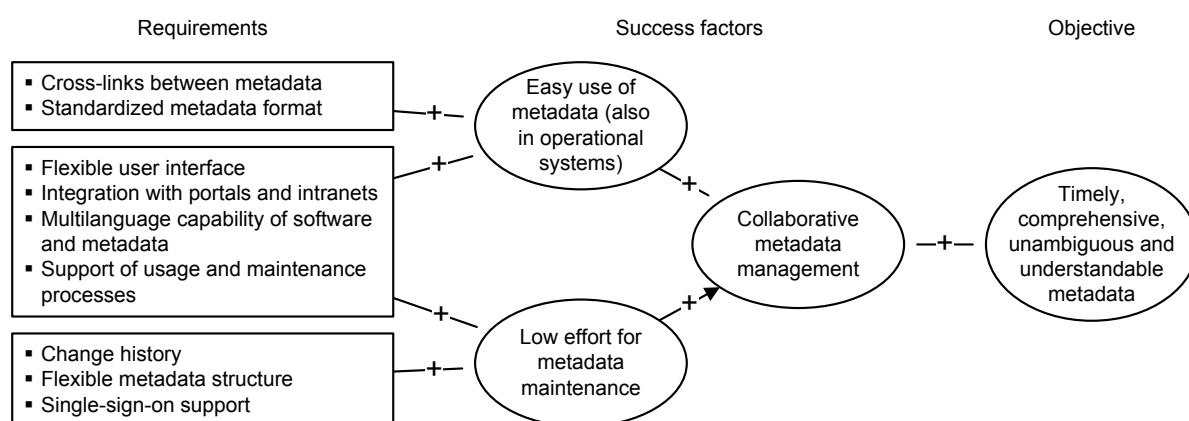 Requirements
Success factors
Objective
▪ Cross-links between metadata
▪ Standardized metadata format
▪ Flexible user interface
▪ Integration with portals and intranets
▪ Multilanguage capability of software
and metadata
▪ Support of usage and maintenance
processes
▪ Change history
▪ Flexible metadata structure
▪ Single-sign-on support
+
+
+
+
Easy use of
metadata (also
in operational
systems)
Low effort for
metadata
maintenance
+
+
Collaborative
metadata
management
+
Timely,
comprehensive,
unambiguous and
understandable
metadata